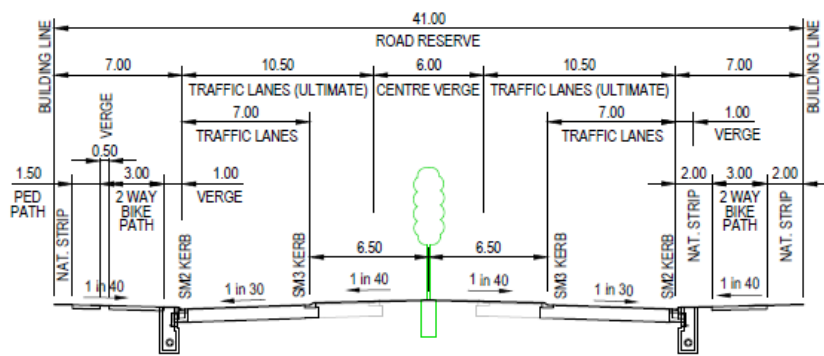 41.00
ROAD RESERVE
BUILDING LINE
BUILDING LINE
7.00
10.50
6.00
10.50
7.00
TRAFFIC LANES (ULTIMATE)
CENTRE VERGE
TRAFFIC LANES (ULTIMATE)
VERGE
7.00
7.00
1.00
TRAFFIC LANES
TRAFFIC LANES
VERGE
0.50
1.50
3.00
1.00
2.00
3.00
2.00
PED
PATH
2 WAY
BIKE
PATH
VERGE
2 WAY
BIKE
PATH
NAT. STRIP
SM2 KERB
SM3 KERB
6.50
6.50
SM3 KERB
SM2 KERB
NAT. STRIP
NAT. STRIP
1 in 40
1 in 30
1 in 40
1 in 40
1 in 30
1 in 40